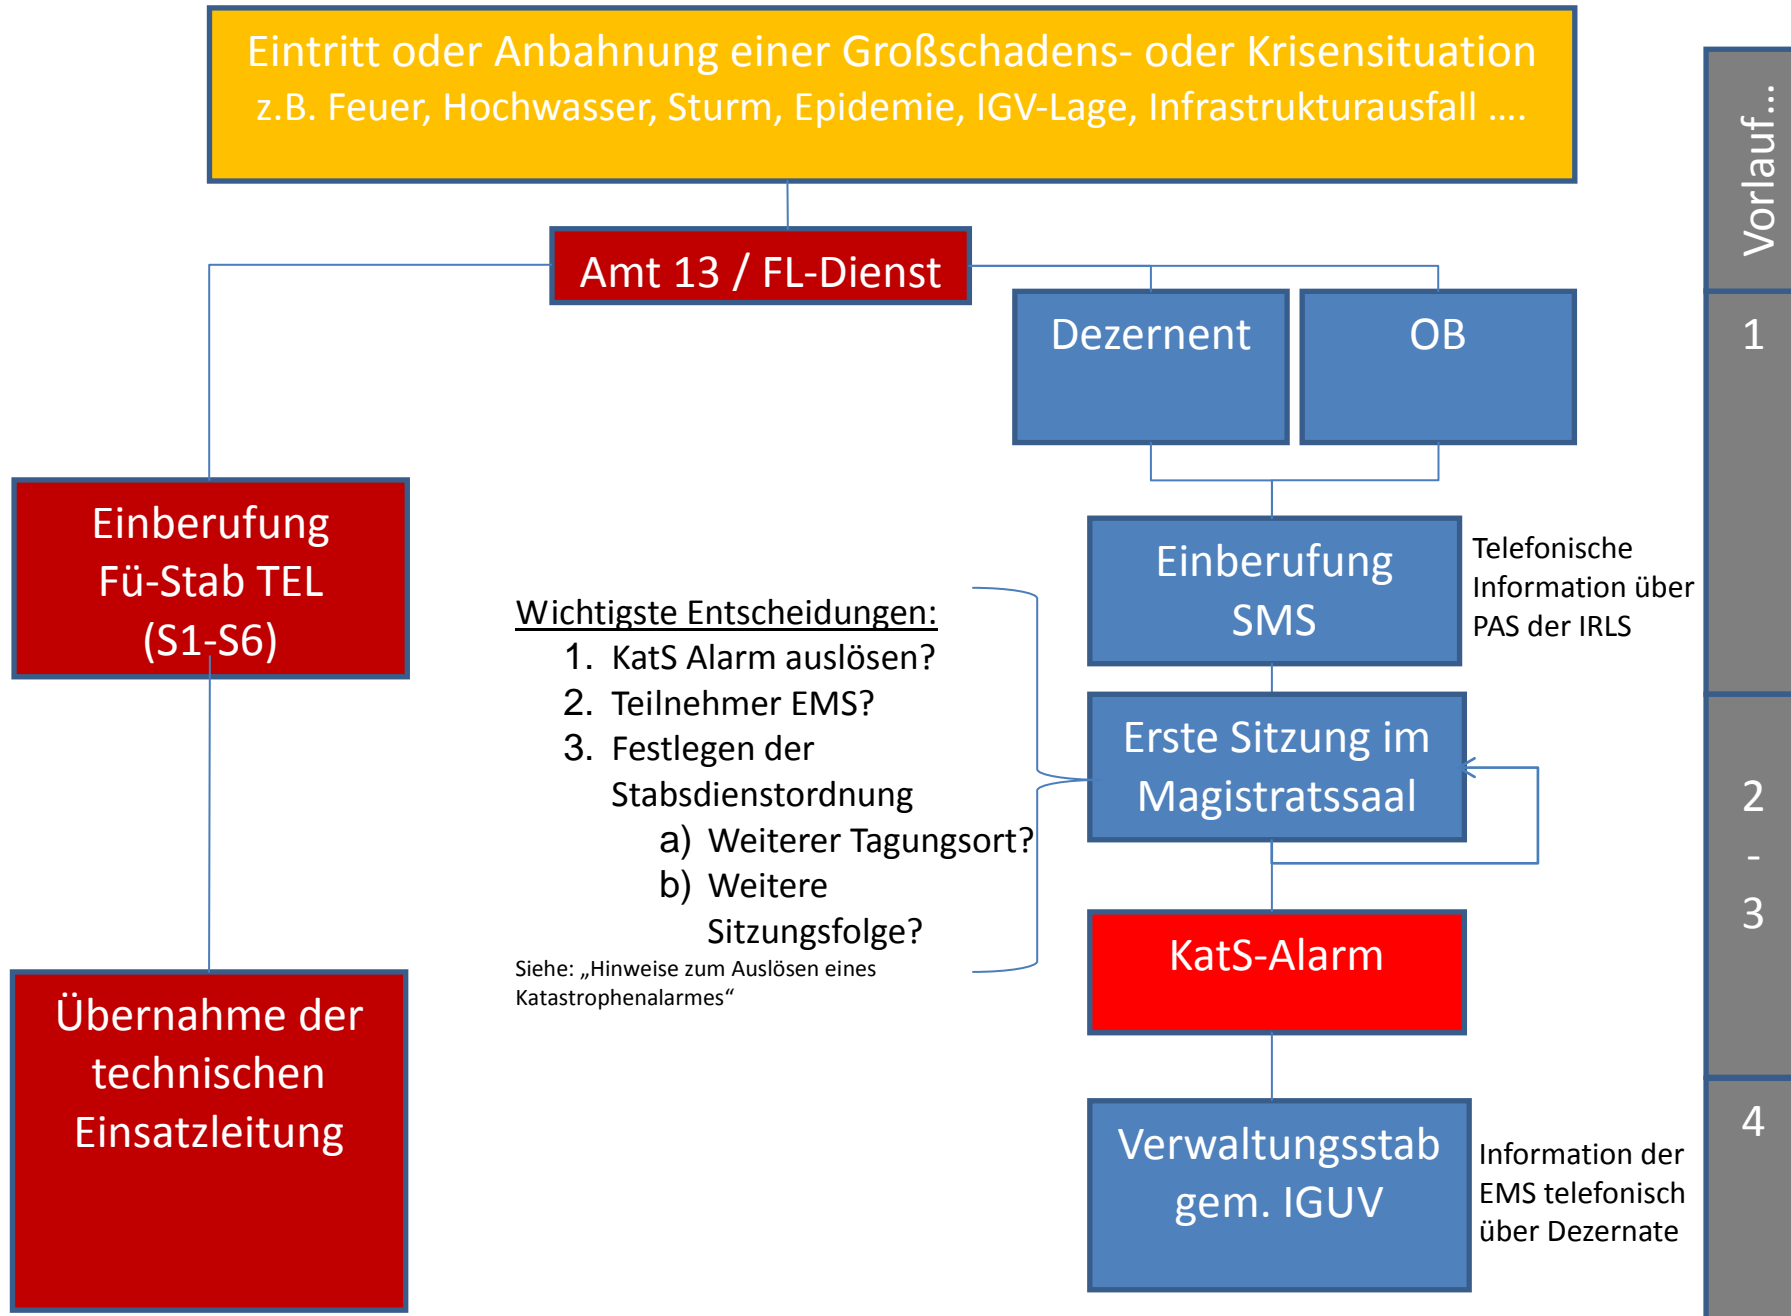 Eintritt oder Anbahnung einer Großschadens- oder Krisensituation
z.B. Feuer, Hochwasser, Sturm, Epidemie, IGV-Lage, Infrastrukturausfall ….
Vorlauf...
Amt 13 / FL-Dienst
Dezernent
OB
1
Einberufung
Fü-Stab TEL
(S1-S6)
Einberufung
SMS
Telefonische
Information über
PAS der IRLS
Wichtigste Entscheidungen:
1. KatS Alarm auslösen?
2. Teilnehmer EMS?
3. Festlegen der
Stabsdienstordnung
a) Weiterer Tagungsort?
b) Weitere
Sitzungsfolge?
Siehe: „Hinweise zum Auslösen eines
Katastrophenalarmes“
Erste Sitzung im
Magistratssaal
2
-
3
KatS-Alarm
Übernahme der
technischen
Einsatzleitung
Verwaltungsstab
gem. IGUV
Information der
EMS telefonisch
über Dezernate
4